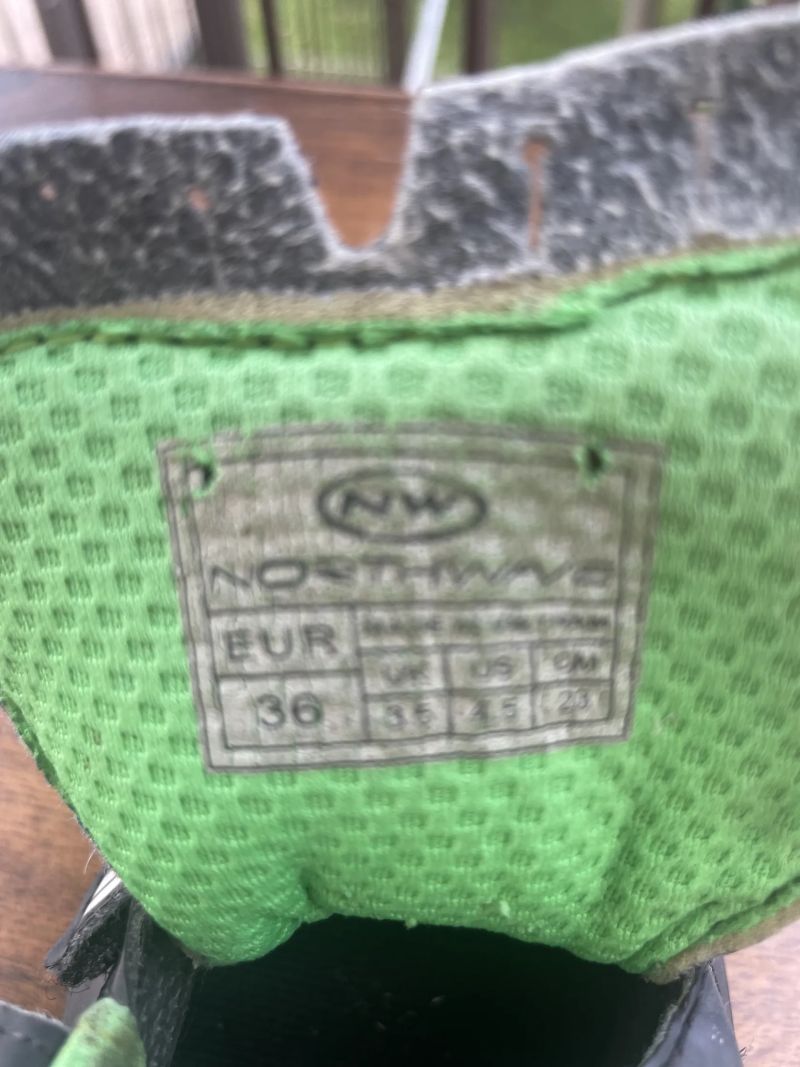 NW
NORTHWAVE
EUR MADE IN VIETNAM
UK US CM
36 3.5 4.5 23